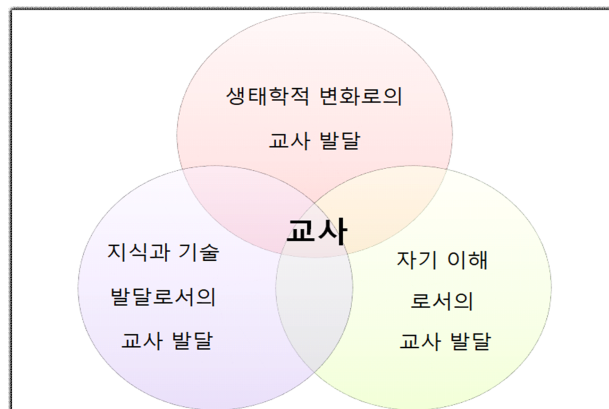 생태학적 변화로의
교사 발달
교사
지식과 기술
발달로서의
교사 발달
자기 이해
로서의
교사 발달